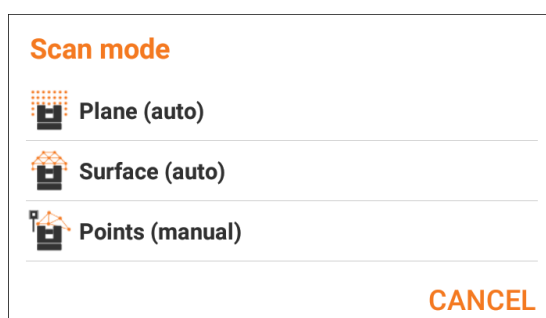 Scan mode
Plane (auto)
Surface (auto)
Points (manual)
CANCEL